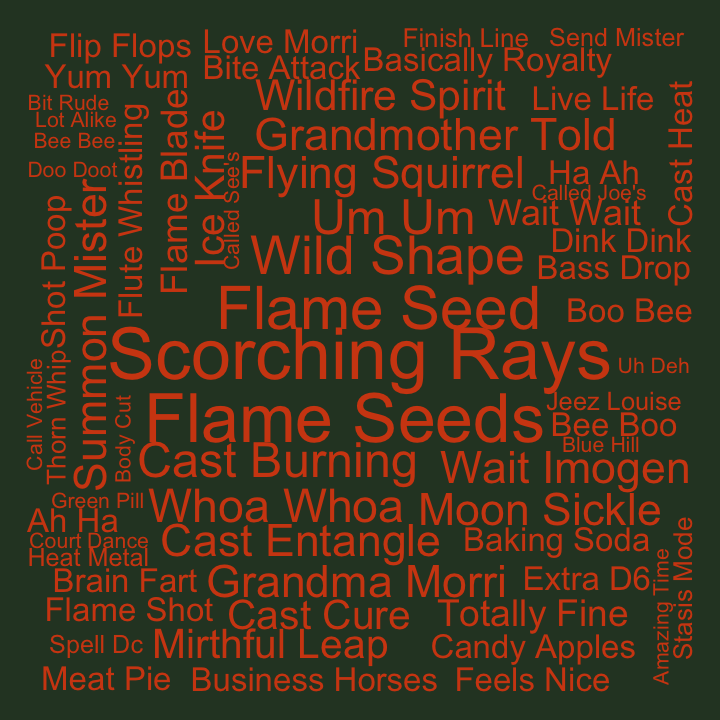 Flip Flops
Love Morri
Finish Line
Send Mister
Yum Yum
Bite Attack
Basically Royalty
Bit Rude
Wildfire Spirit
Live Life
Lot Alike
Grandmother Told
Cast Heat
Bee Bee
Flute Whistling
Flame Blade
Ice Knife
Called See's
Doo Doot
Flying Squirrel
Ha Ah
Called Joe's
Um Um
Wait Wait
Shot Poop
Summon Mister
Wild Shape
Dink Dink
Bass Drop
Flame Seed
Boo Bee
Scorching Rays
Uh Deh
Call Vehicle
Thorn Whip
Body Cut
Flame Seeds
Jeez Louise
Bee Boo
Blue Hill
Cast Burning
Wait Imogen
Green Pill
Whoa Whoa
Moon Sickle
Ah Ha
Court Dance
Cast Entangle
Baking Soda
Heat Metal
Brain Fart
Grandma Morri
Extra D6
Amazing Time
Stasis Mode
Flame Shot
Cast Cure
Totally Fine
Spell Dc
Mirthful Leap
Candy Apples
Meat Pie
Business Horses
Feels Nice